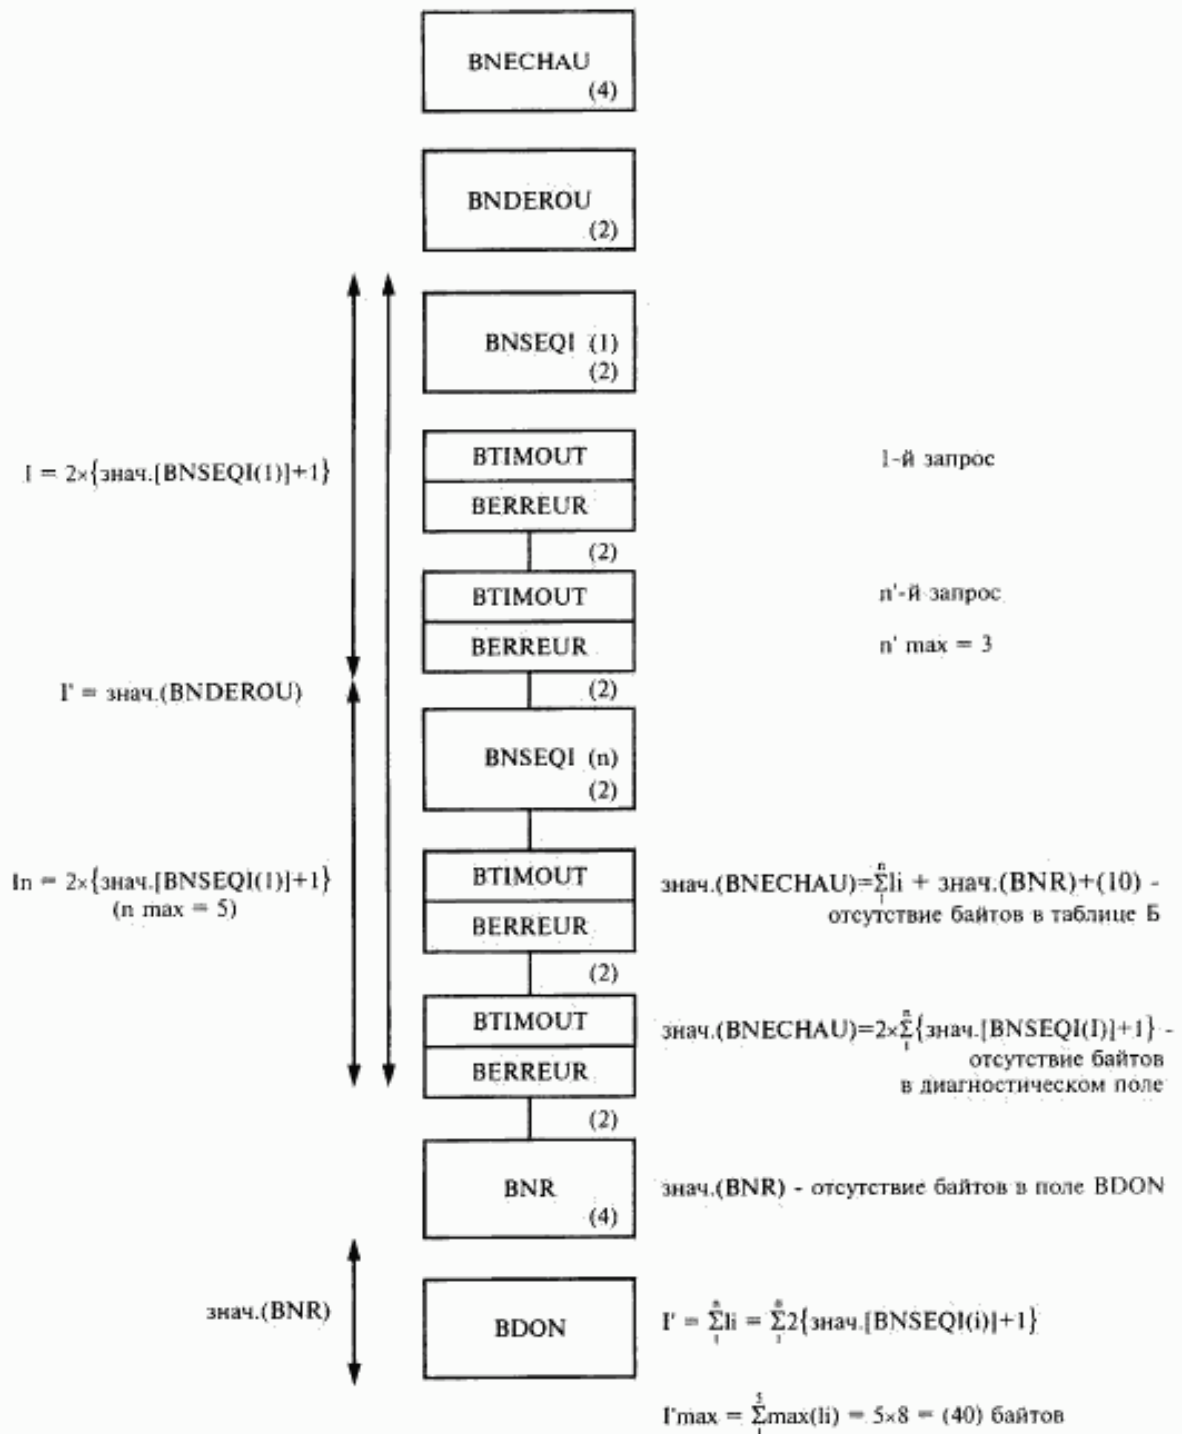 BNECHAU
(4)
BNDEROU
(2)
BNSEQI (1)
(2)
BTIMOUT
1-й запрос
I = 2×{знач.[BNSEQI(1)]+1}
BERREUR
(2)
BTIMOUT
n'-й запрос
BERREUR
n' max = 3
I' = знач.(BNDEROU)
(2)
BNSEQI (n)
(2)
BTIMOUT
In = 2×{знач.[BNSEQI(1)]+1}
(n max = 5)
знач.(BNECHAU)=∑li + знач.(BNR)+(10) -
отсутствие байтов в таблице Б
BERREUR
(2)
BTIMOUT
знач.(BNECHAU)=2×∑{знач.[BNSEQI(I)]+1} -
отсутствие байтов
в диагностическом поле
BERREUR
(2)
BNR
(4)
знач.(BNR) - отсутствие байтов в поле BDON
знач.(BNR)
BDON
I' = ∑li = ∑2{знач.[BNSEQI(i)]+1}
I'max = ∑max(li) = 5×8 = (40) байтов